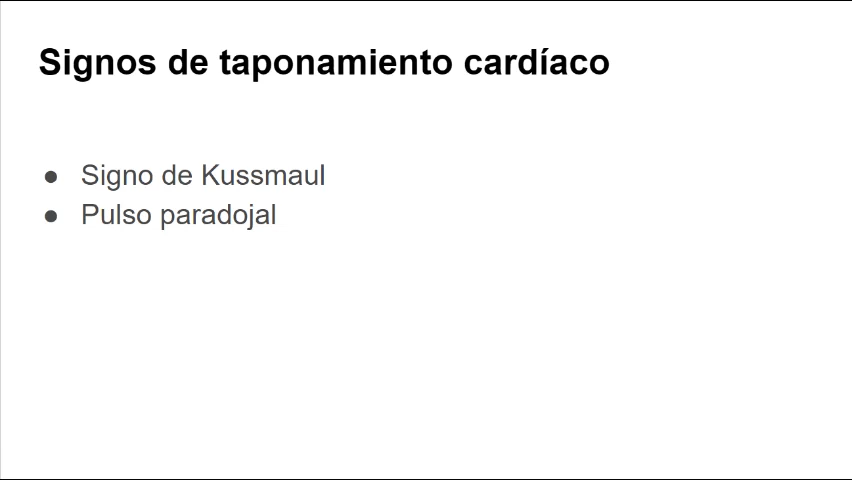 Signos de taponamiento cardíaco
● Signo de Kussmaul
● Pulso paradojal